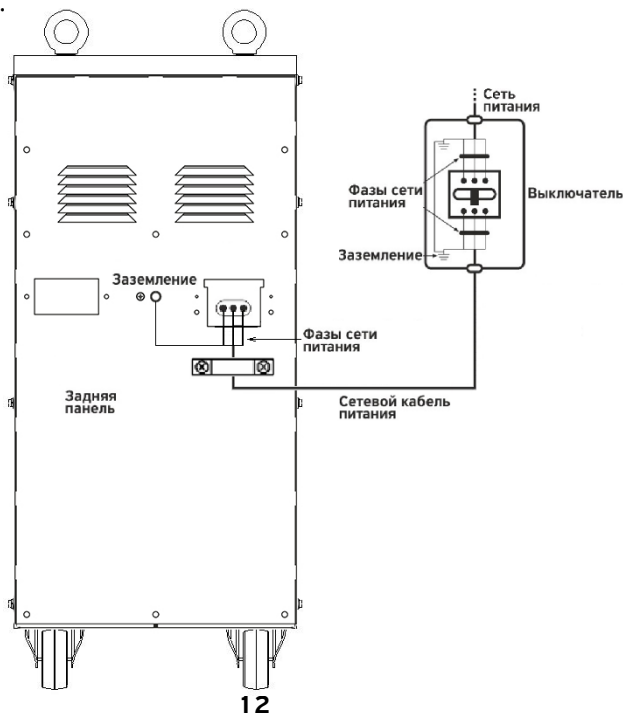 Сеть
питания
Фазы сети
питания
Выключатель
Заземление
Заземление
Фазы сети
питания
Задняя
панель
Сетевой кабель
питания
12